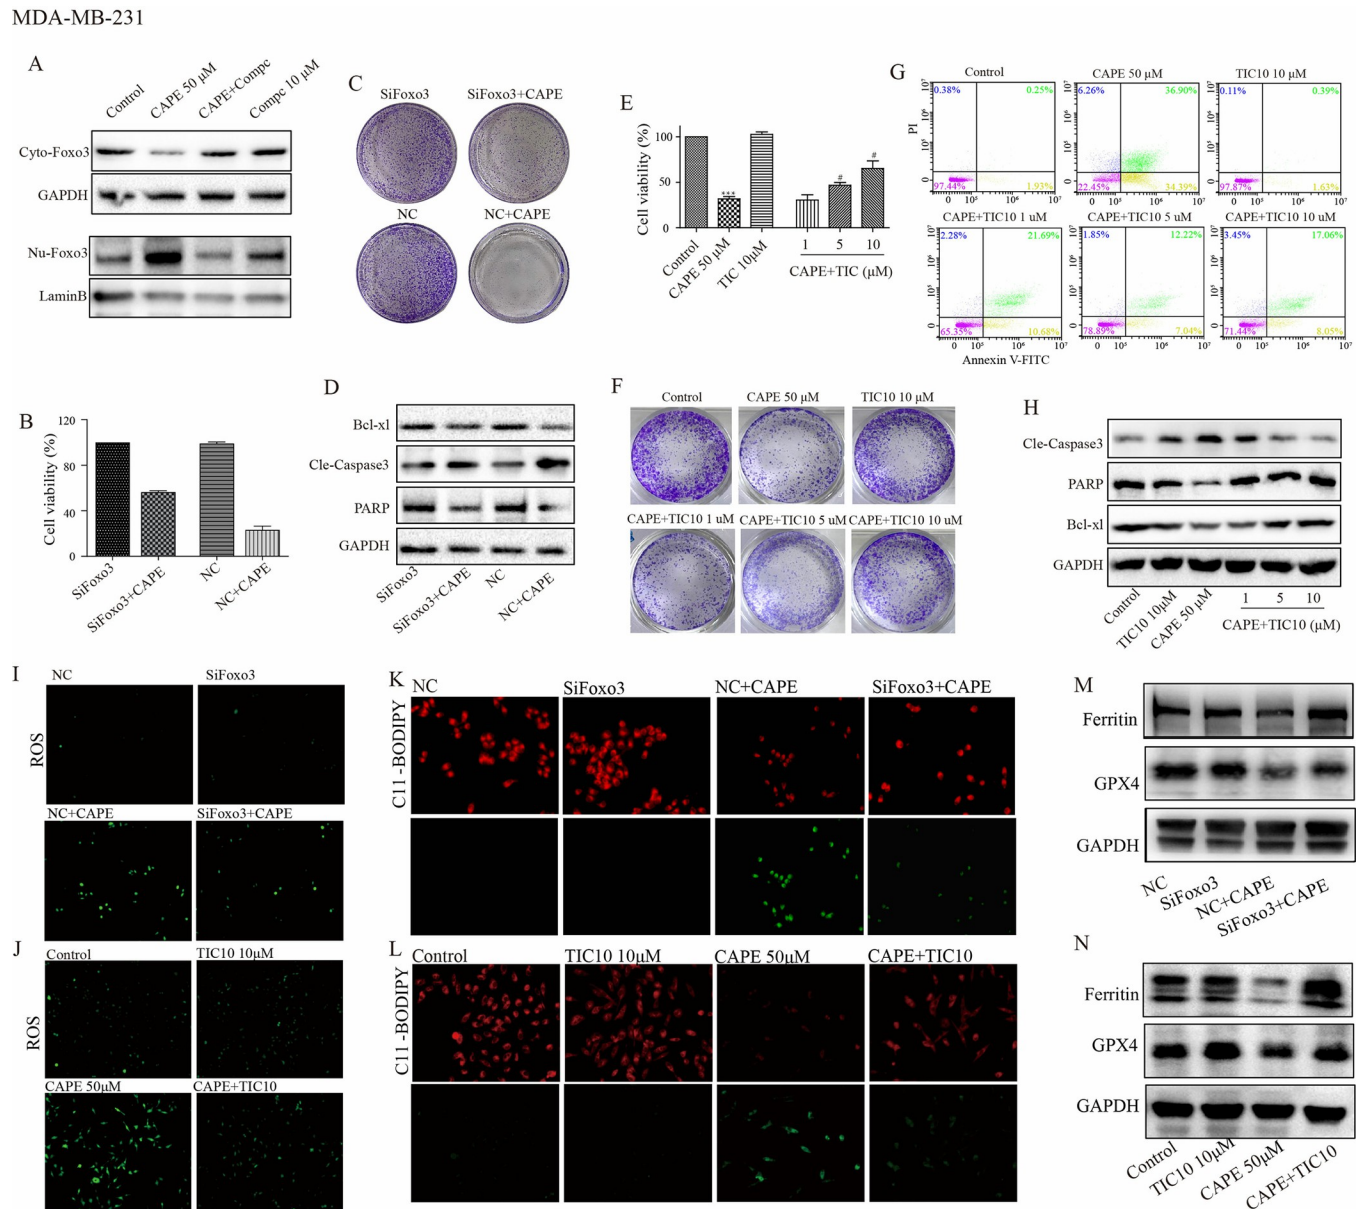 MDA-MB-231
A
Control
CAPE 50 μM
CAPE+Compc
Compc 10 μM
Cyto-Foxo3
GAPDH
Nu-Foxo3
LaminB
C
SiFoxo3 SiFoxo3+CAPE
NC NC+CAPE
E
Cell viability (%)
100
50
0
***
#
#
Control
CAPE 50 μM
TIC 10μM
1 5 10
CAPE+TIC (μM)
G
Control CAPE 50 μM TIC10 10 μM
PI
0.38% 0.25%
97.44% 1.93%
6.26% 36.90%
22.45% 34.39%
0.11% 0.39%
97.87% 1.63%
CAPE+TIC10 1 uM CAPE+TIC10 5 uM CAPE+TIC10 10 uM
2.28% 21.69%
65.35% 10.68%
1.85% 12.22%
78.89% 7.04%
3.45% 17.06%
71.44% 8.05%
0 10⁵ 10⁶ 10⁷
Annexin V-FITC
B
Cell viability (%)
120
80
40
0
SiFoxo3
SiFoxo3+CAPE
NC
NC+CAPE
D
Bcl-xl
Cle-Caspase3
PARP
GAPDH
SiFoxo3
SiFoxo3+CAPE
NC
NC+CAPE
F
Control CAPE 50 μM TIC10 10 μM
CAPE+TIC10 1 uM CAPE+TIC10 5 uM CAPE+TIC10 10 uM
H
Cle-Caspase3
PARP
Bcl-xl
GAPDH
Control
TIC10 10μM
CAPE 50 μM
1 5 10
CAPE+TIC10 (μM)
I
NC SiFoxo3
ROS
NC+CAPE SiFoxo3+CAPE
J
Control TIC10 10μM
ROS
CAPE 50μM CAPE+TIC10
K
NC SiFoxo3 NC+CAPE SiFoxo3+CAPE
C11-BODIPY
L
Control TIC10 10μM CAPE 50μM CAPE+TIC10
C11-BODIPY
M
Ferritin
GPX4
GAPDH
NC
SiFoxo3
NC+CAPE
SiFoxo3+CAPE
N
Ferritin
GPX4
GAPDH
Control
TIC10 10μM
CAPE 50μM
CAPE+TIC10